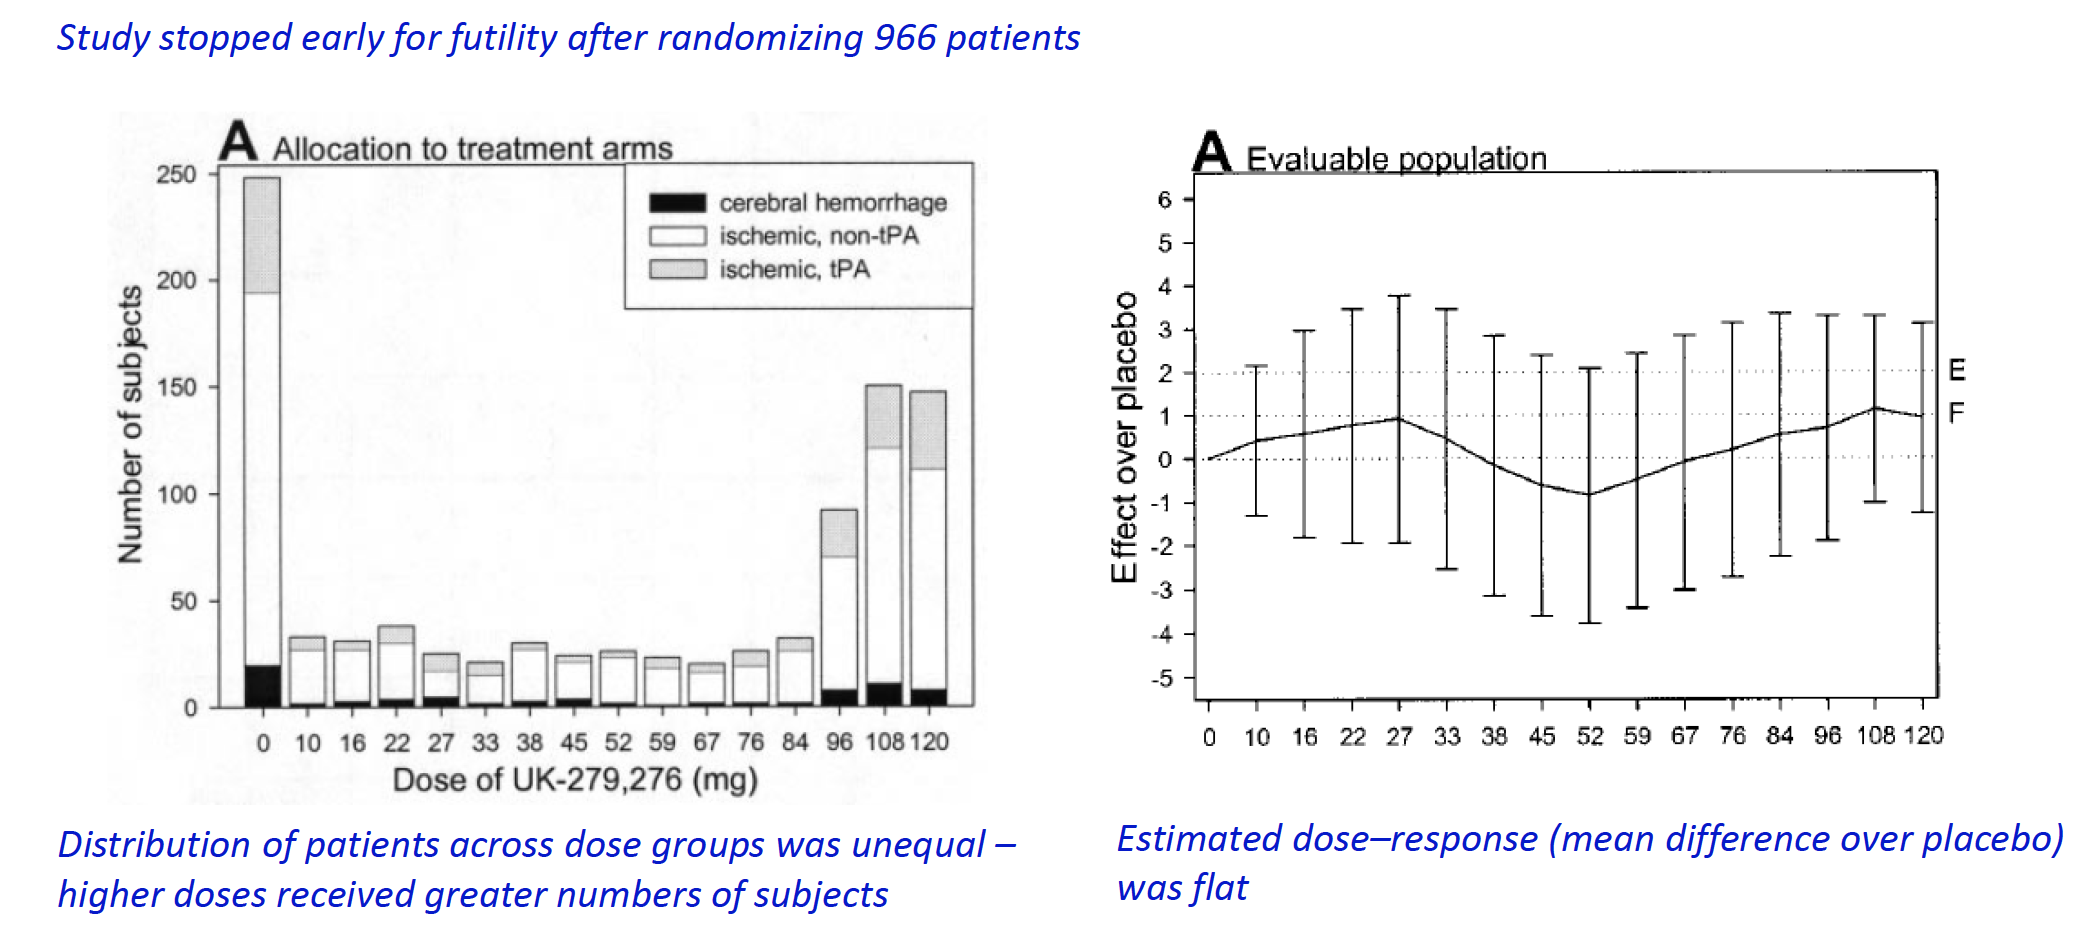 Study stopped early for futility after randomizing 966 patients
A Allocation to treatment arms
250
200
150
100
50
0
Number of subjects
cerebral hemorrhage
ischemic, non-tPA
ischemic, tPA
0 10 16 22 27 33 38 45 52 59 67 76 84 96 108 120
Dose of UK-279,276 (mg)
Distribution of patients across dose groups was unequal –
higher doses received greater numbers of subjects
A Evaluable population
6
5
4
3
2
1
0
-1
-2
-3
-4
-5
Effect over placebo
E
F
0 10 16 22 27 33 38 45 52 59 67 76 84 96 108 120
Estimated dose–response (mean difference over placebo)
was flat